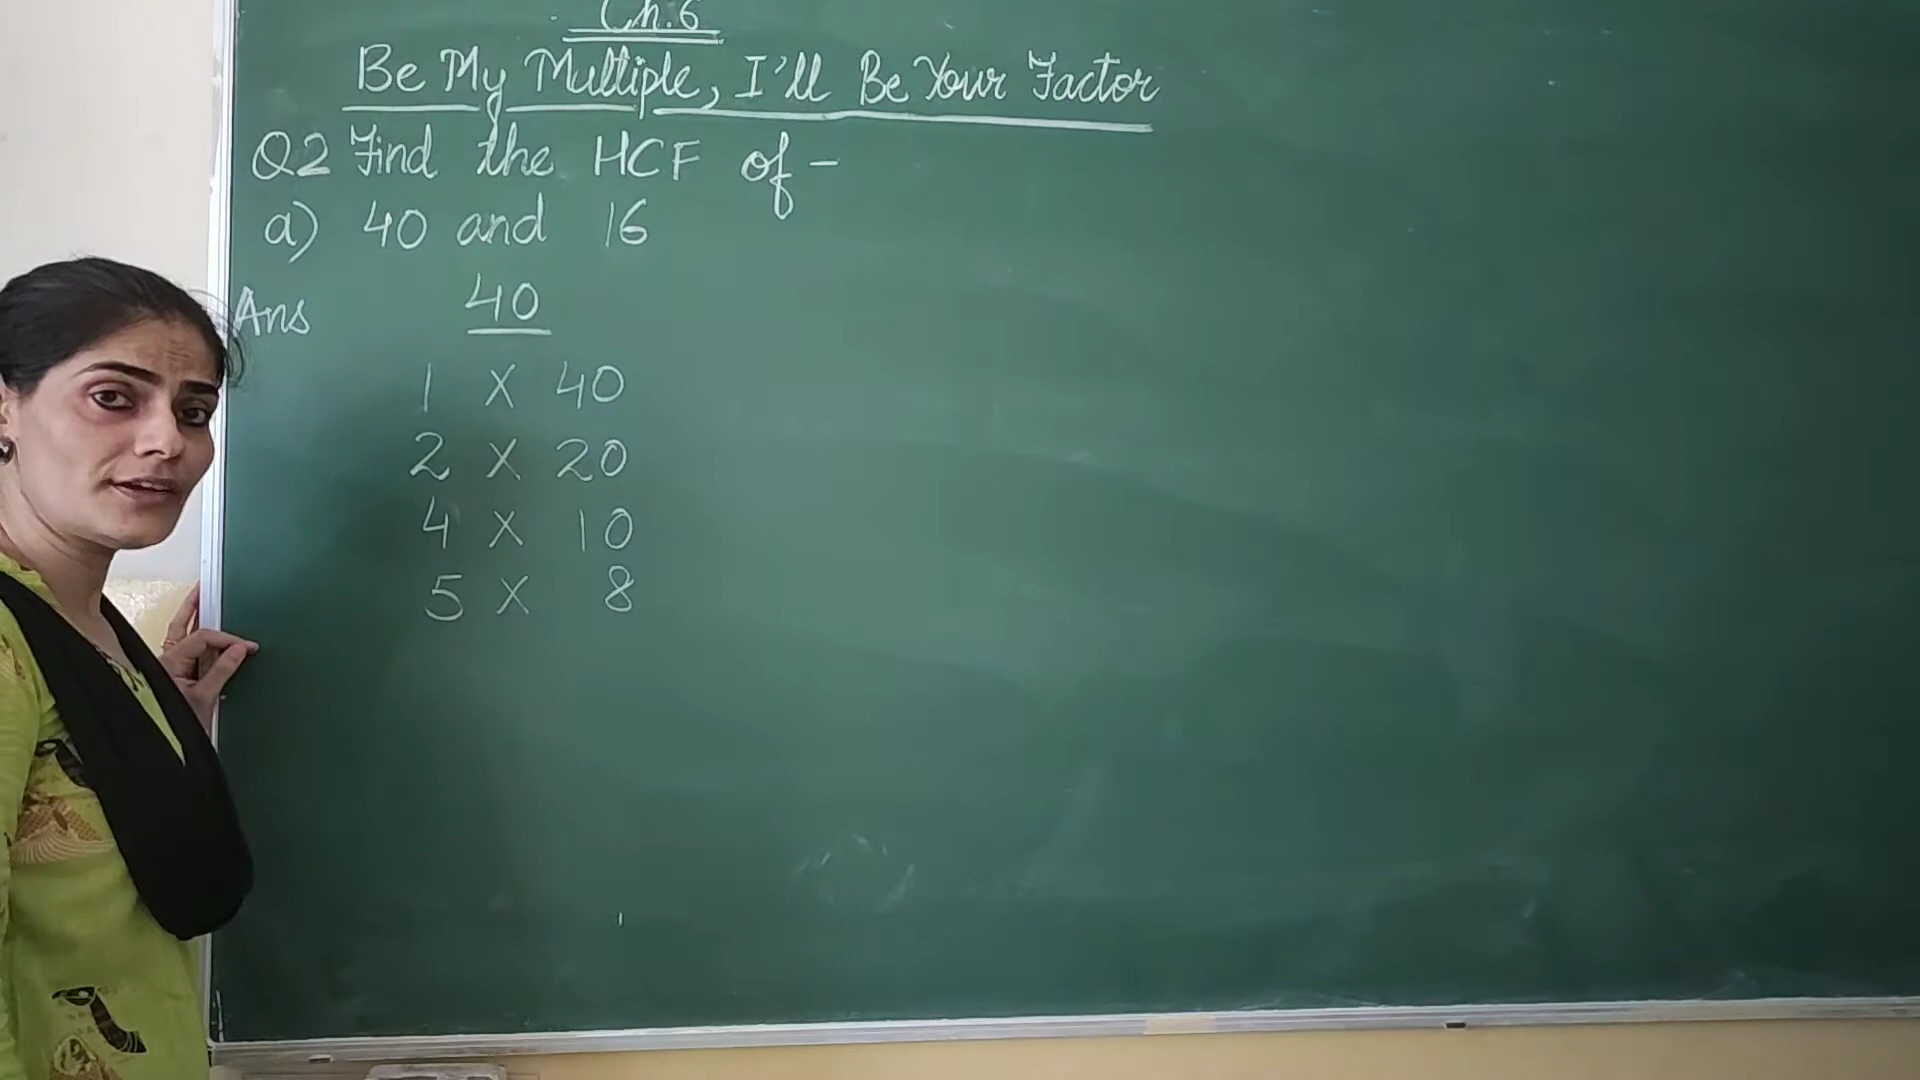 Ch.6
Be My Multiple, I'll Be Your Factor
Q2 Find the HCF of -
a) 40 and 16
Ans 40
1 X 40
2 X 20
4 X 10
5 X 8